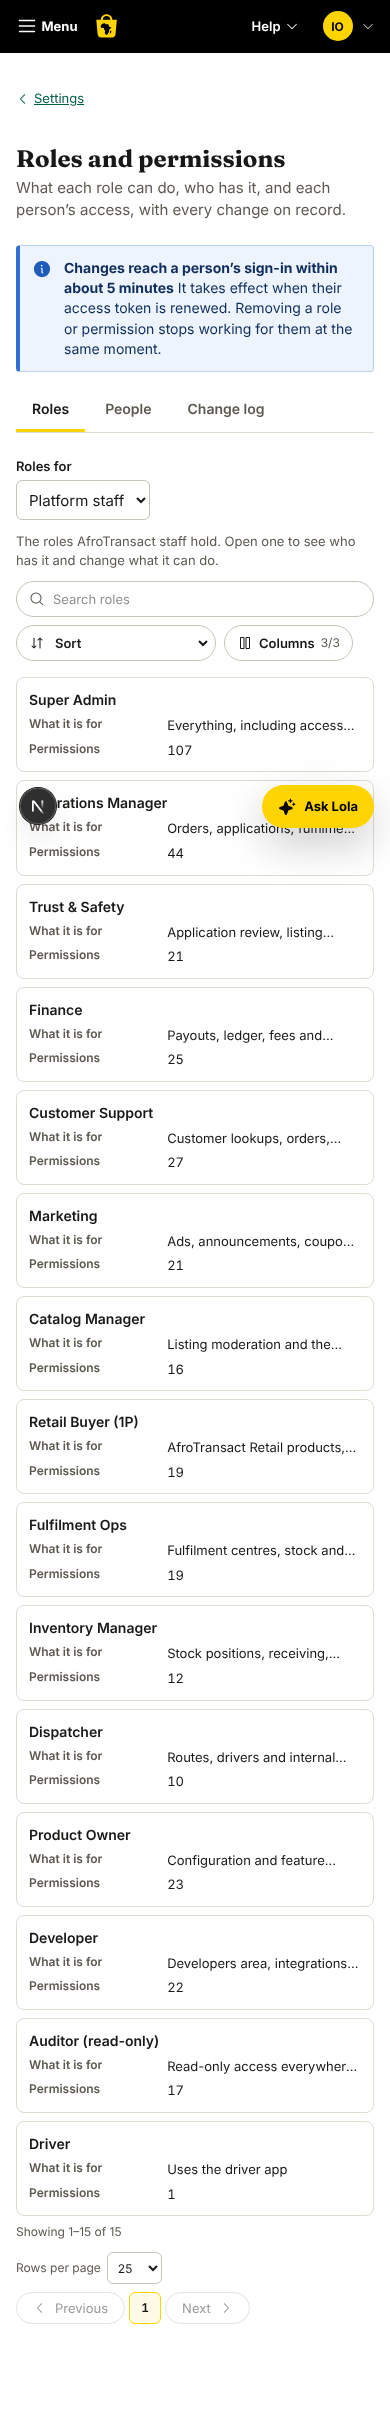 Menu
Help
IO
Settings
Roles and permissions
What each role can do, who has it, and each
person’s access, with every change on record.
Changes reach a person’s sign-in within
about 5 minutes It takes effect when their
access token is renewed. Removing a role
or permission stops working for them at the
same moment.
Roles People Change log
Roles for
Platform staff
The roles AfroTransact staff hold. Open one to see who
has it and change what it can do.
Search roles
Sort
Columns 3/3
Super Admin
What it is for Everything, including access...
Permissions 107
rations Manager
N
Ask Lola
What it is for Orders, applications,
Permissions 44
Trust & Safety
What it is for Application review, listing...
Permissions 21
Finance
What it is for Payouts, ledger, fees and...
Permissions 25
Customer Support
What it is for Customer lookups, orders,...
Permissions 27
Marketing
What it is for Ads, announcements, coupo...
Permissions 21
Catalog Manager
What it is for Listing moderation and the...
Permissions 16
Retail Buyer (1P)
What it is for AfroTransact Retail products,...
Permissions 19
Fulfilment Ops
What it is for Fulfilment centres, stock and...
Permissions 19
Inventory Manager
What it is for Stock positions, receiving,...
Permissions 12
Dispatcher
What it is for Routes, drivers and internal...
Permissions 10
Product Owner
What it is for Configuration and feature...
Permissions 23
Developer
What it is for Developers area, integrations...
Permissions 22
Auditor (read-only)
What it is for Read-only access everywher...
Permissions 17
Driver
What it is for Uses the driver app
Permissions 1
Showing 1–15 of 15
Rows per page 25
Previous 1 Next